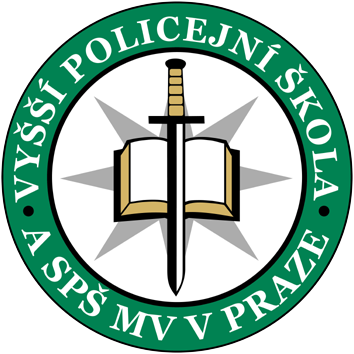 VYŠŠÍ POLICEJNÍ ŠKOLA
A SPŠ MV V PRAZE